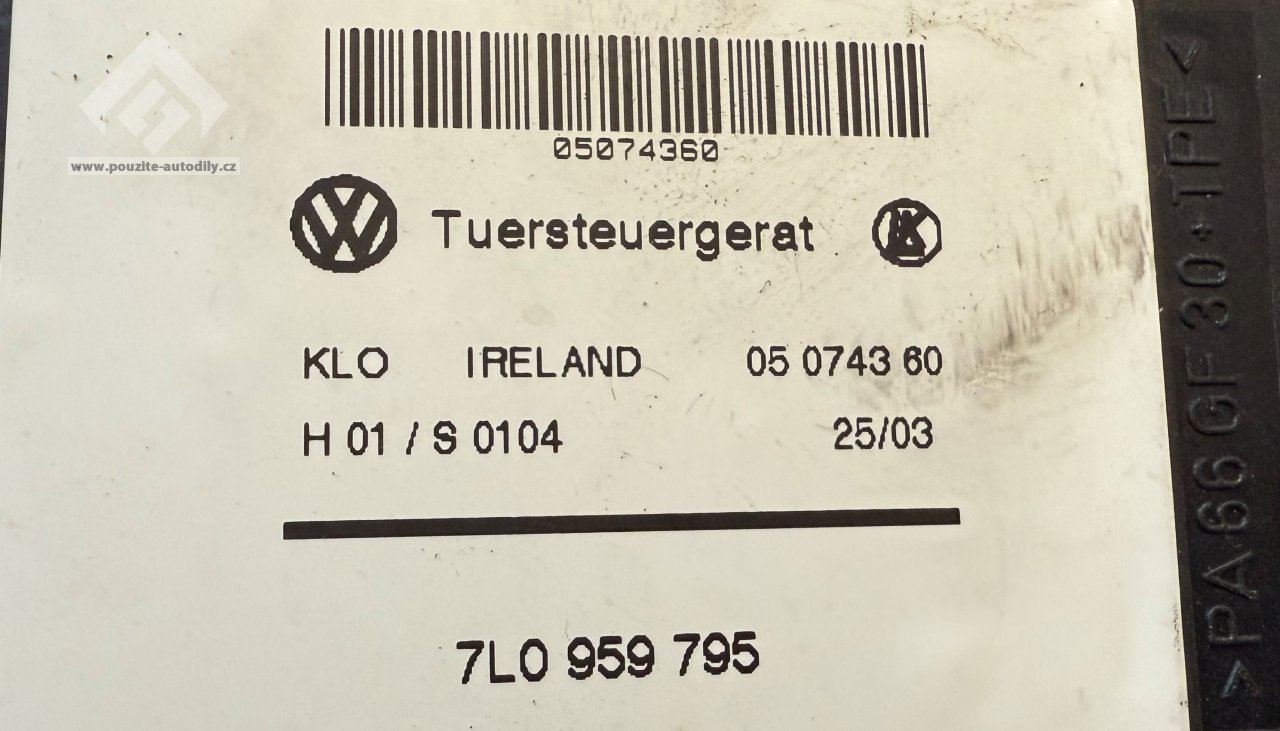 05074360
www.pouzite-autodily.cz
VW Tuersteuergerat
KLO IRELAND 05 0743 60
H 01 / S 0104 25/03
7L0 959 795
>PA66 GF 30+TPE<